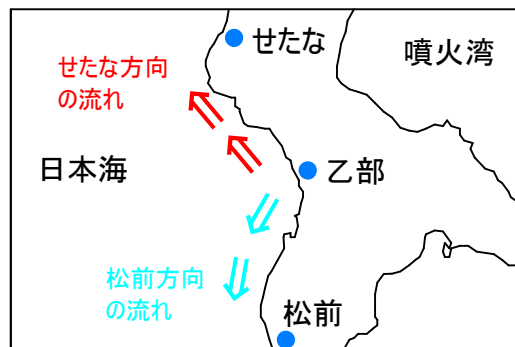 せたな
噴火湾
せたな方向
の流れ
日本海
乙部
松前方向
の流れ
松前